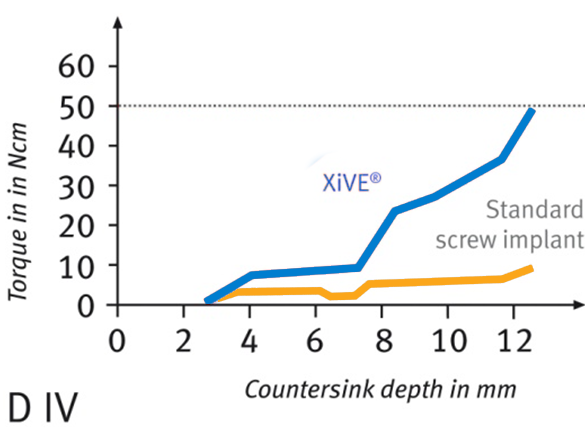 60
50
40
30
20
10
0
Torque in in Ncm
XiVE®
Standard
screw implant
0 2 4 6 8 10 12
Countersink depth in mm
D IV